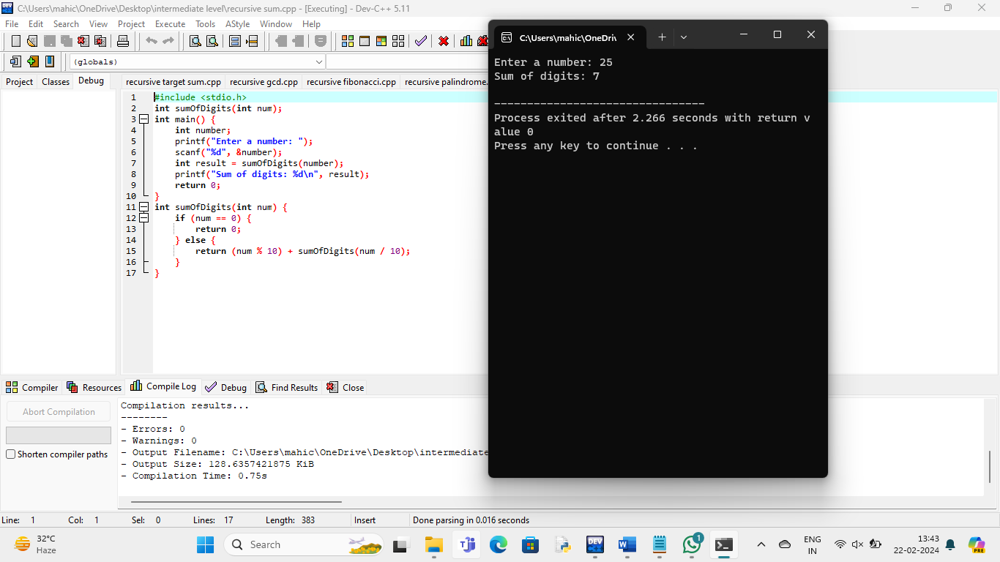 C:\Users\mahic\OneDrive\Desktop\intermediate level\recursive sum.cpp - [Executing] - Dev-C++ 5.11
File Edit Search View Project Execute Tools AStyle Window Help
(globals)
Project Classes Debug
recursive target sum.cpp recursive gcd.cpp recursive fibonacci.cpp recursive palindrome.
1 #include <stdio.h>
2 int sumOfDigits(int num);
3 int main() {
4 int number;
5 printf("Enter a number: ");
6 scanf("%d", &number);
7 int result = sumOfDigits(number);
8 printf("Sum of digits: %d\n", result);
9 return 0;
10 }
11 int sumOfDigits(int num) {
12 if (num == 0) {
13 return 0;
14 } else {
15 return (num % 10) + sumOfDigits(num / 10);
16 }
17 }
C:\Users\mahic\OneDri
Enter a number: 25
Sum of digits: 7
--------------------------------
Process exited after 2.266 seconds with return v
alue 0
Press any key to continue . . .
Compiler Resources Compile Log Debug Find Results Close
Abort Compilation
Shorten compiler paths
Compilation results...
--------
- Errors: 0
- Warnings: 0
- Output Filename: C:\Users\mahic\OneDrive\Desktop\intermediate
- Output Size: 128.6357421875 KiB
- Compilation Time: 0.75s
Line: 1 Col: 1 Sel: 0 Lines: 17 Length: 383 Insert Done parsing in 0.016 seconds
32°C
Haze
Search
DEV
1
ENG
IN
13:43
22-02-2024
PRE